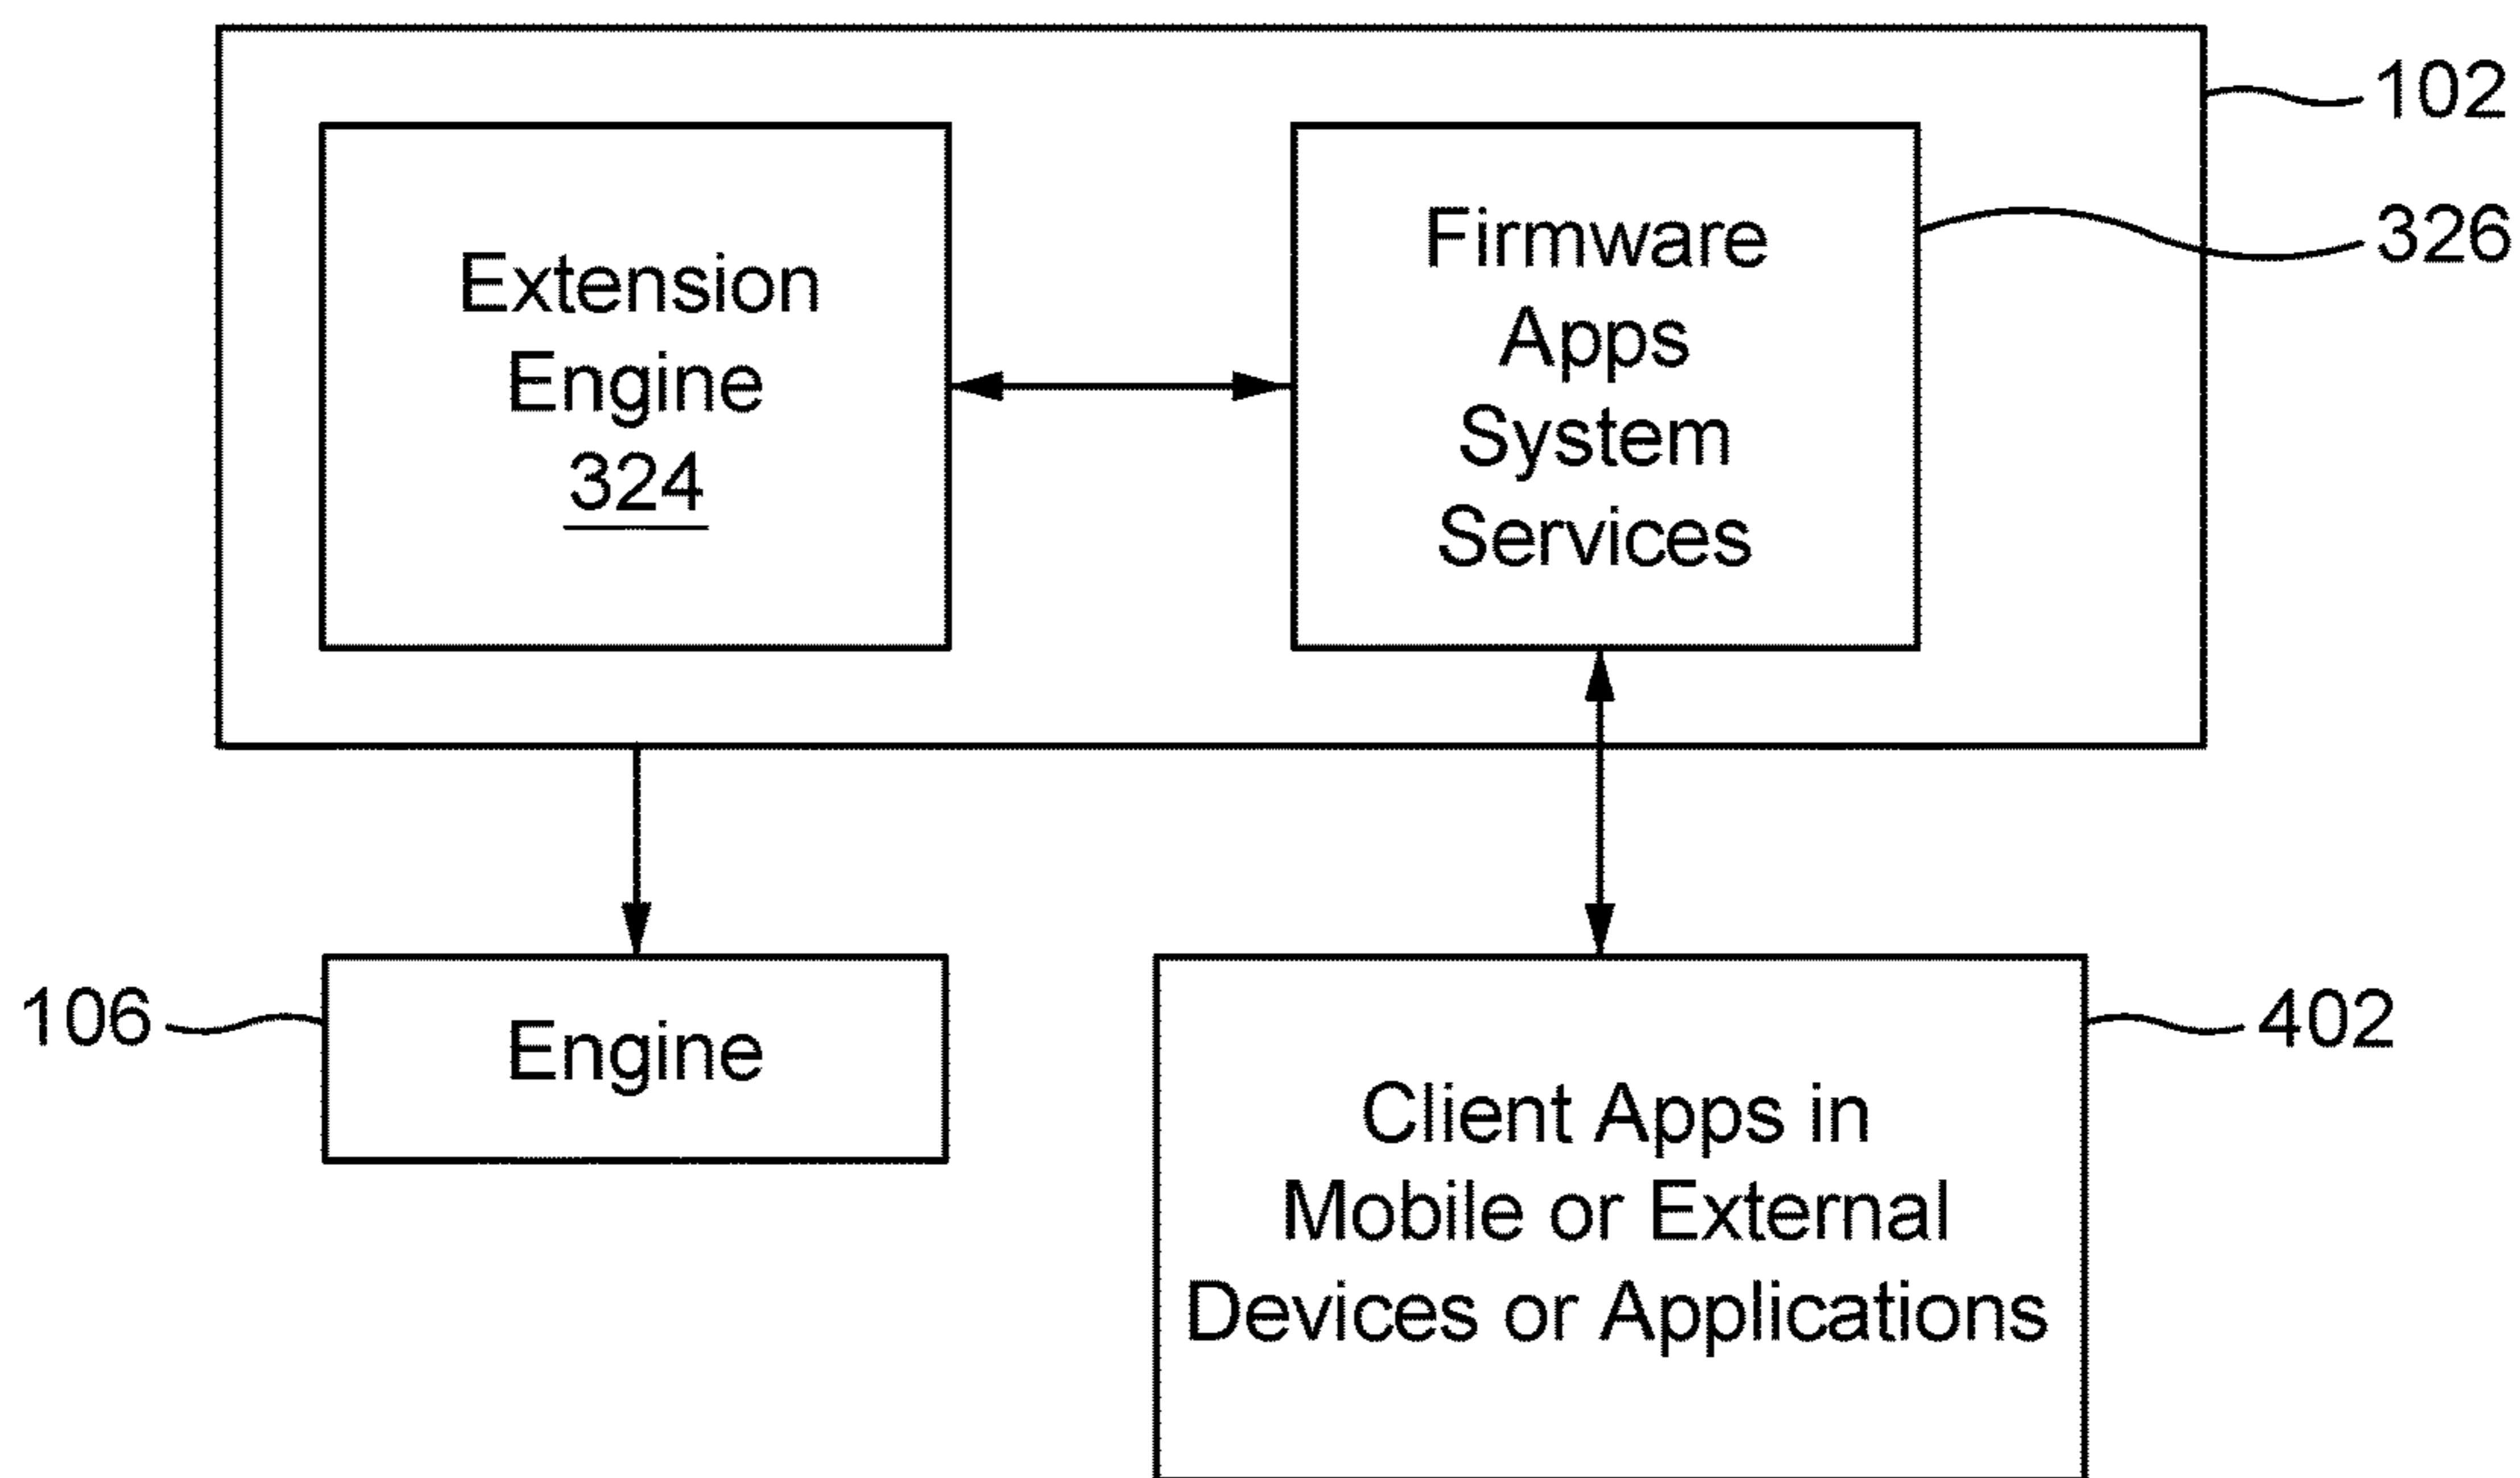 102
Extension
Engine
324
Firmware
Apps
System
Services
326
106
Engine
402
Client Apps in
Mobile or External
Devices or Applications